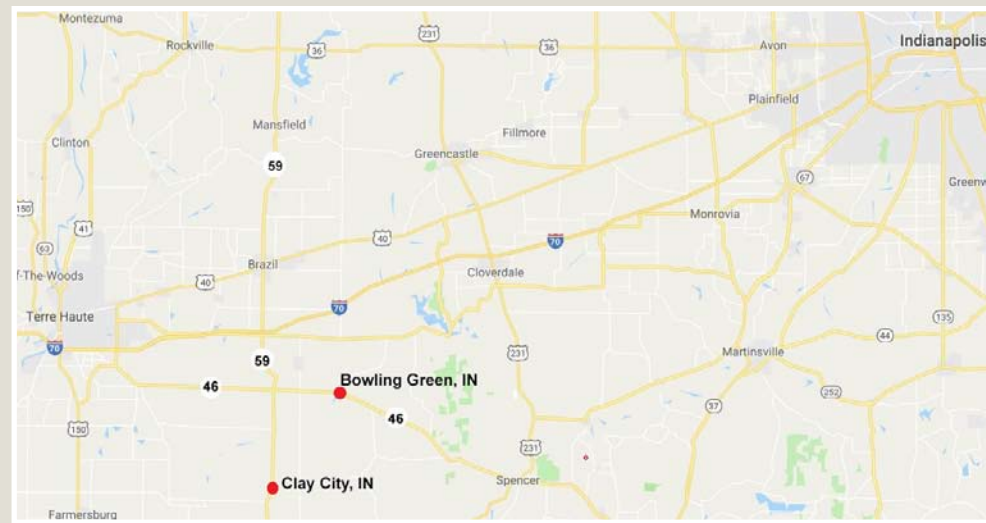 Montezuma
Rockville
36
231
36
Avon
Indianapolis
Plainfield
Clinton
Mansfield
Fillmore
59
Greencastle
67
150
Greenw
41
Monrovia
40
63
70
Brazil
Cloverdale
f-The Woods
40
70
Terre Haute
135
70
44
59
231
Martinsville
46
Bowling Green, IN
252
46
37
150
231
Spencer
Clay City, IN
Farmersburg